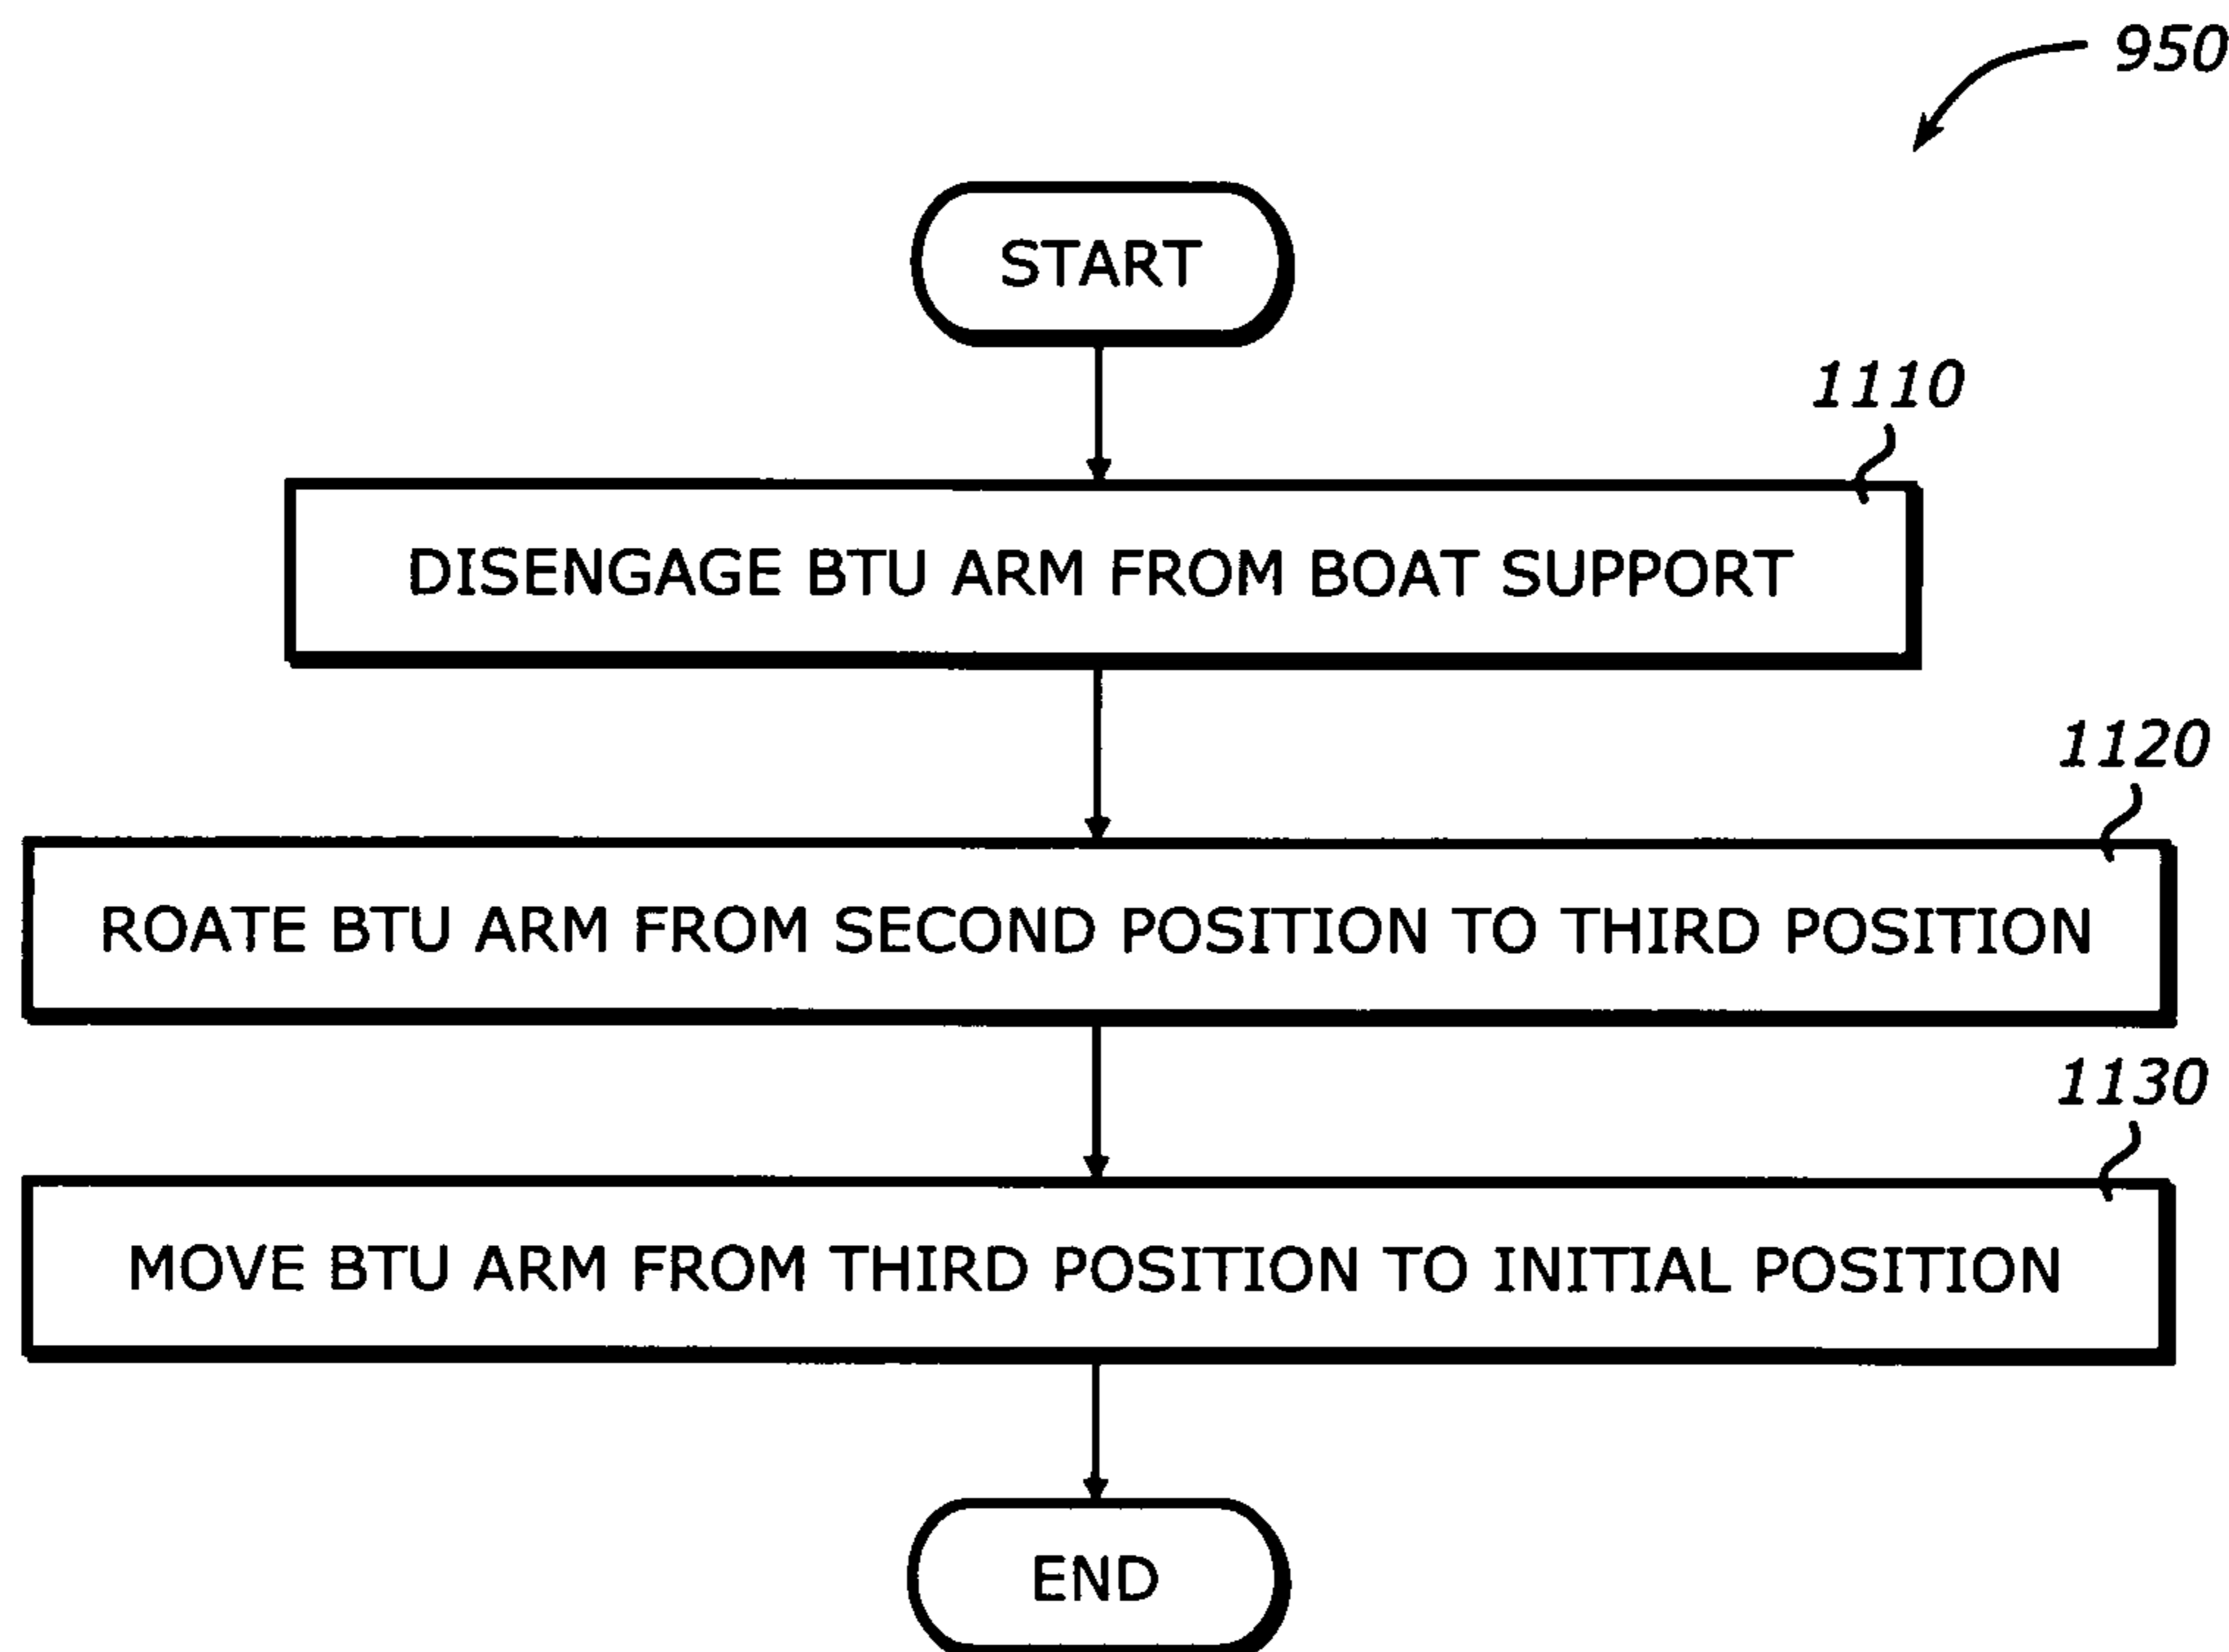 950
START
1110
DISENGAGE BTU ARM FROM BOAT SUPPORT
1120
ROATE BTU ARM FROM SECOND POSITION TO THIRD POSITION
1130
MOVE BTU ARM FROM THIRD POSITION TO INITIAL POSITION
END